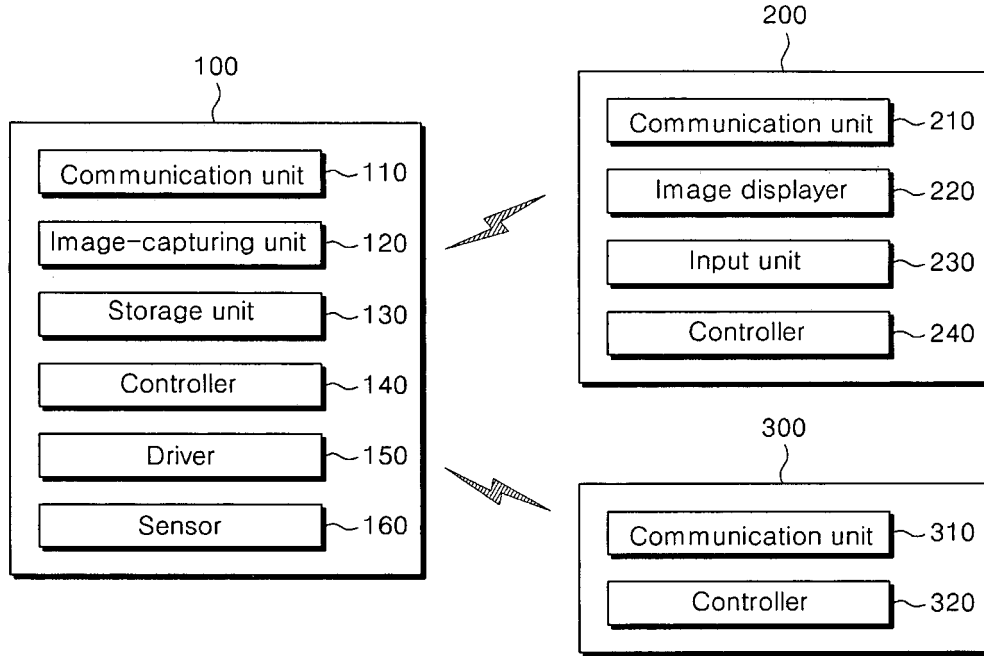 100
Communication unit 110
Image-capturing unit 120
Storage unit 130
Controller 140
Driver 150
Sensor 160
200
Communication unit 210
Image displayer 220
Input unit 230
Controller 240
300
Communication unit 310
Controller 320